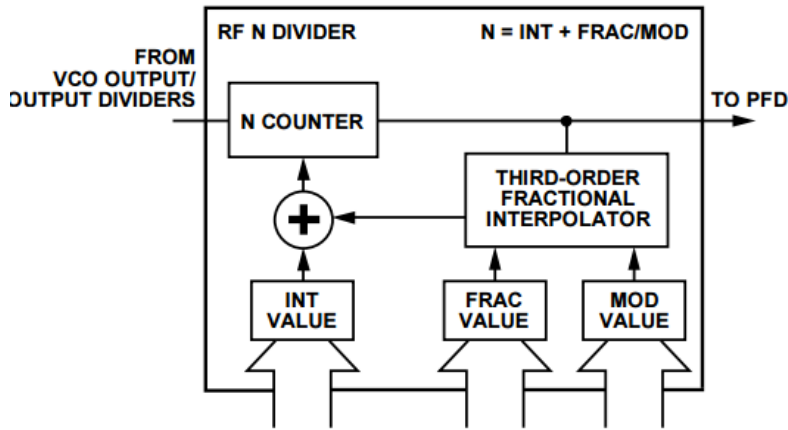 RF N DIVIDER
N = INT + FRAC/MOD
FROM
VCO OUTPUT/
OUTPUT DIVIDERS
N COUNTER
TO PFD
THIRD-ORDER
FRACTIONAL
INTERPOLATOR
+
INT
VALUE
FRAC
VALUE
MOD
VALUE